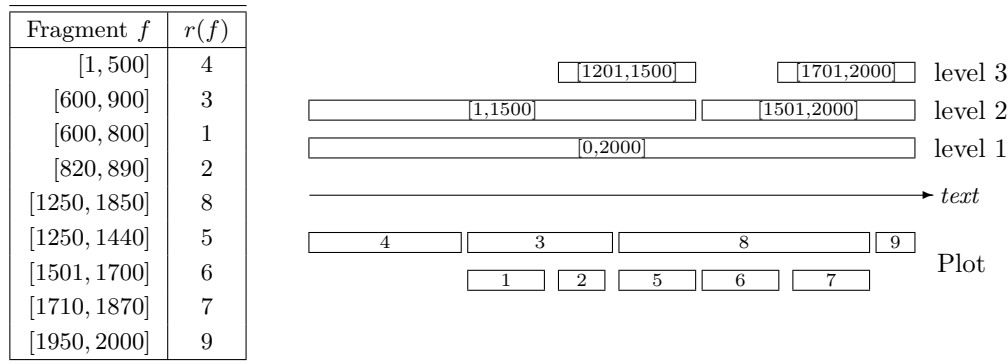 Fragment f r(f)
[1, 500] 4
[600, 900] 3
[600, 800] 1
[820, 890] 2
[1250, 1850] 8
[1250, 1440] 5
[1501, 1700] 6
[1710, 1870] 7
[1950, 2000] 9
[1201,1500] [1701,2000] level 3
[1,1500] [1501,2000] level 2
[0,2000] level 1
text
4 3 8 9
Plot
1 2 5 6 7